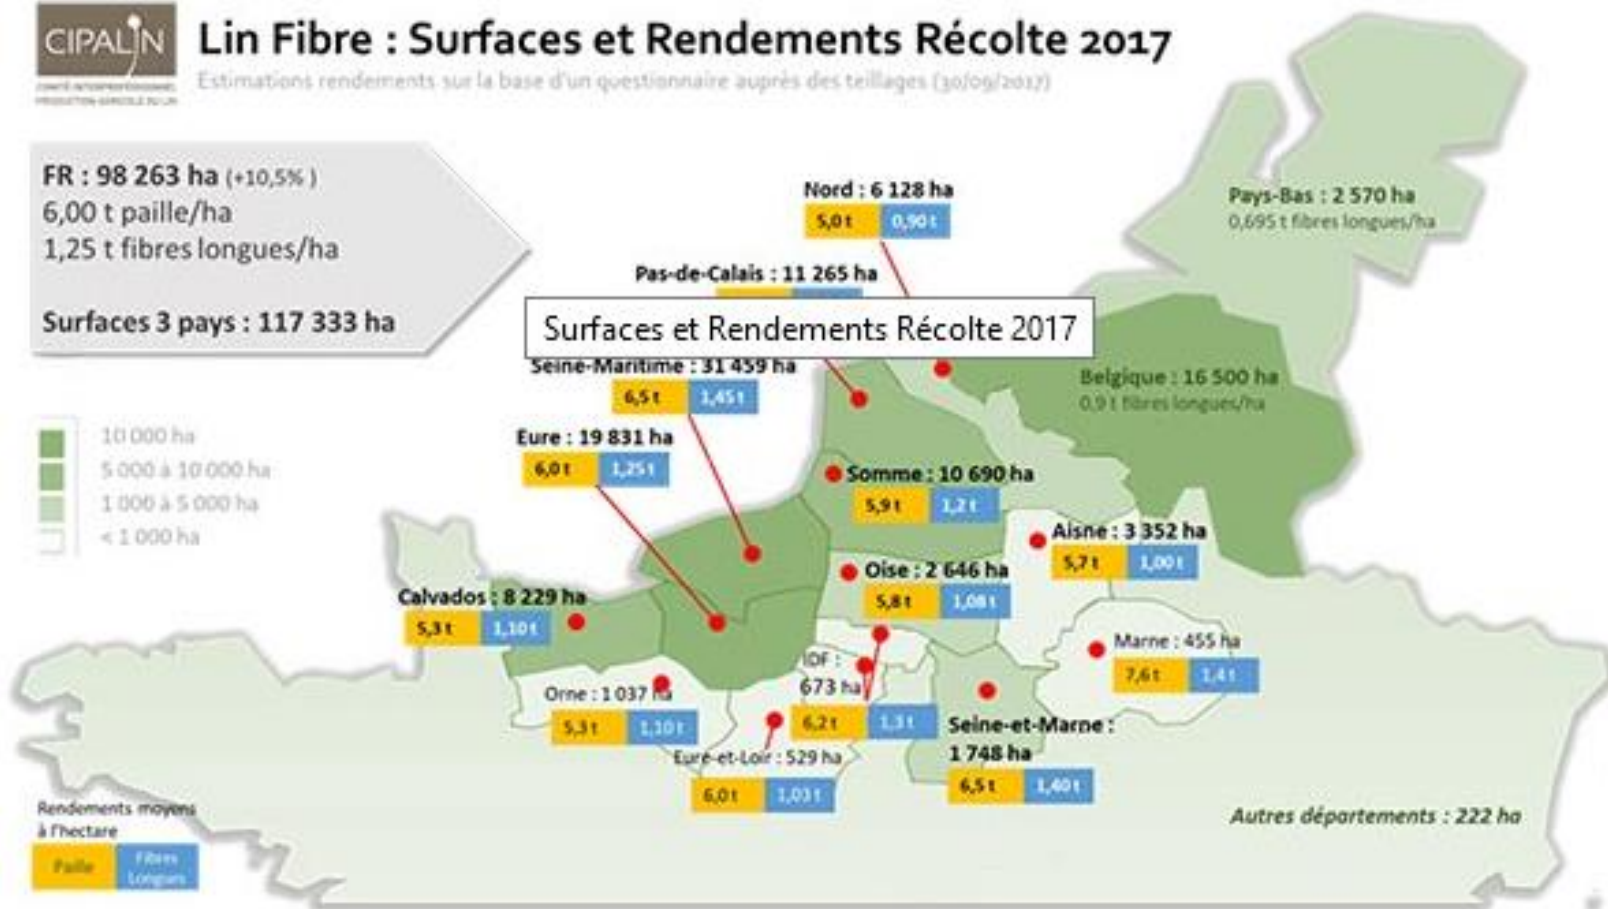 CIPALIN
COMITÉ INTERPROFESSIONNEL
PRODUCTION AGRICOLE DU LIN
Lin Fibre : Surfaces et Rendements Récolte 2017
Estimations rendements sur la base d'un questionnaire auprès des teillages (30/09/2017)
FR : 98 263 ha (+10,5% )
6,00 t paille/ha
1,25 t fibres longues/ha
Surfaces 3 pays : 117 333 ha
Nord : 6 128 ha
5,0 t 0,90 t
Pays-Bas : 2 570 ha
0,695 t fibres longues/ha
Pas-de-Calais : 11 265 ha
Surfaces et Rendements Récolte 2017
Seine-Maritime : 31 459 ha
6,5 t 1,45 t
Belgique : 16 500 ha
0,9 t fibres longues/ha
10 000 ha
5 000 à 10 000 ha
1 000 à 5 000 ha
< 1 000 ha
Eure : 19 831 ha
6,0 t 1,25 t
Somme : 10 690 ha
5,9 t 1,2 t
Aisne : 3 352 ha
5,7 t 1,00 t
Oise : 2 646 ha
5,8 t 1,08 t
Calvados : 8 229 ha
5,3 t 1,10 t
Marne : 455 ha
7,6 t 1,4 t
IDF :
673 ha
6,2 t 1,3 t
Orne : 1 037 ha
5,3 t 1,10 t
Seine-et-Marne :
1 748 ha
6,5 t 1,40 t
Eure-et-Loir : 529 ha
6,0 t 1,03 t
Rendements moyens
à l'hectare
Paille
Fibres
Longues
Autres départements : 222 ha